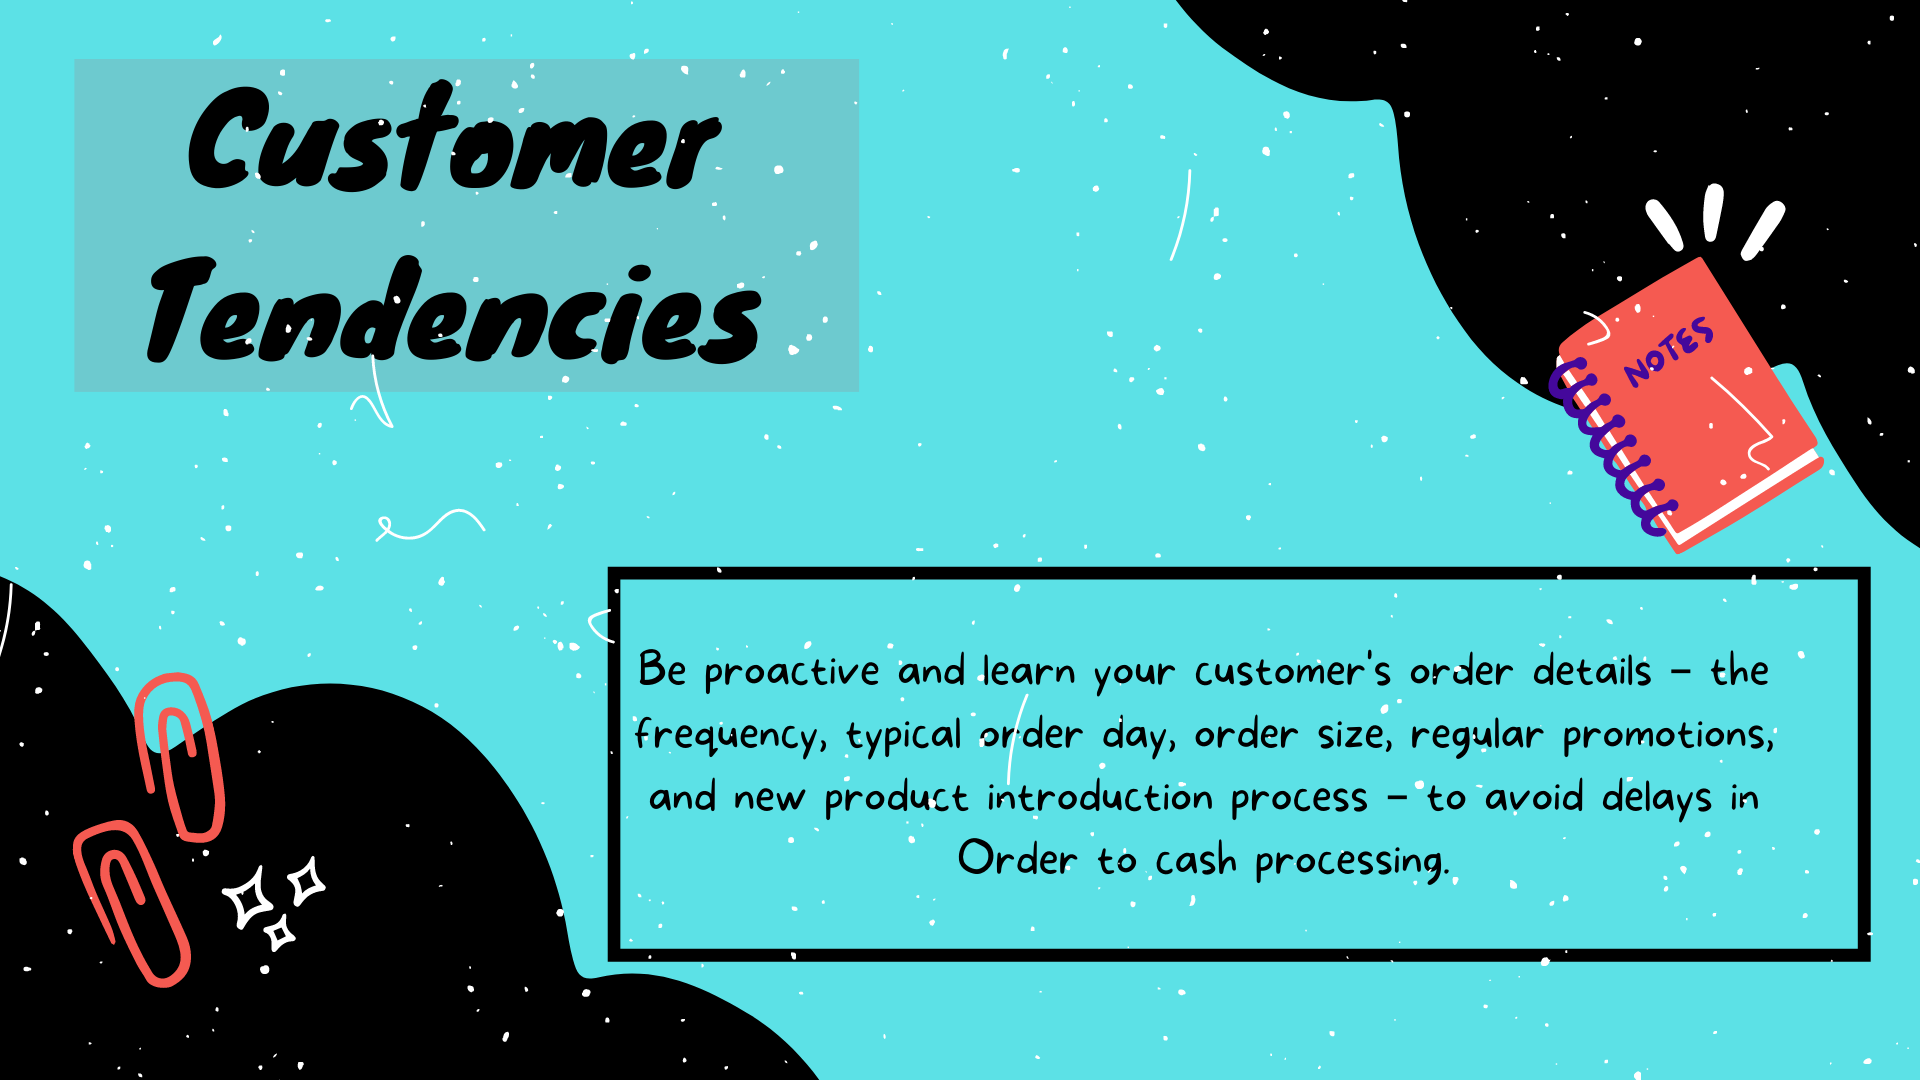 Customer
Tendencies
NOTES
Be proactive and learn your customer's order details – the
frequency, typical order day, order size, regular promotions,
and new product introduction process – to avoid delays in
Order to cash processing.